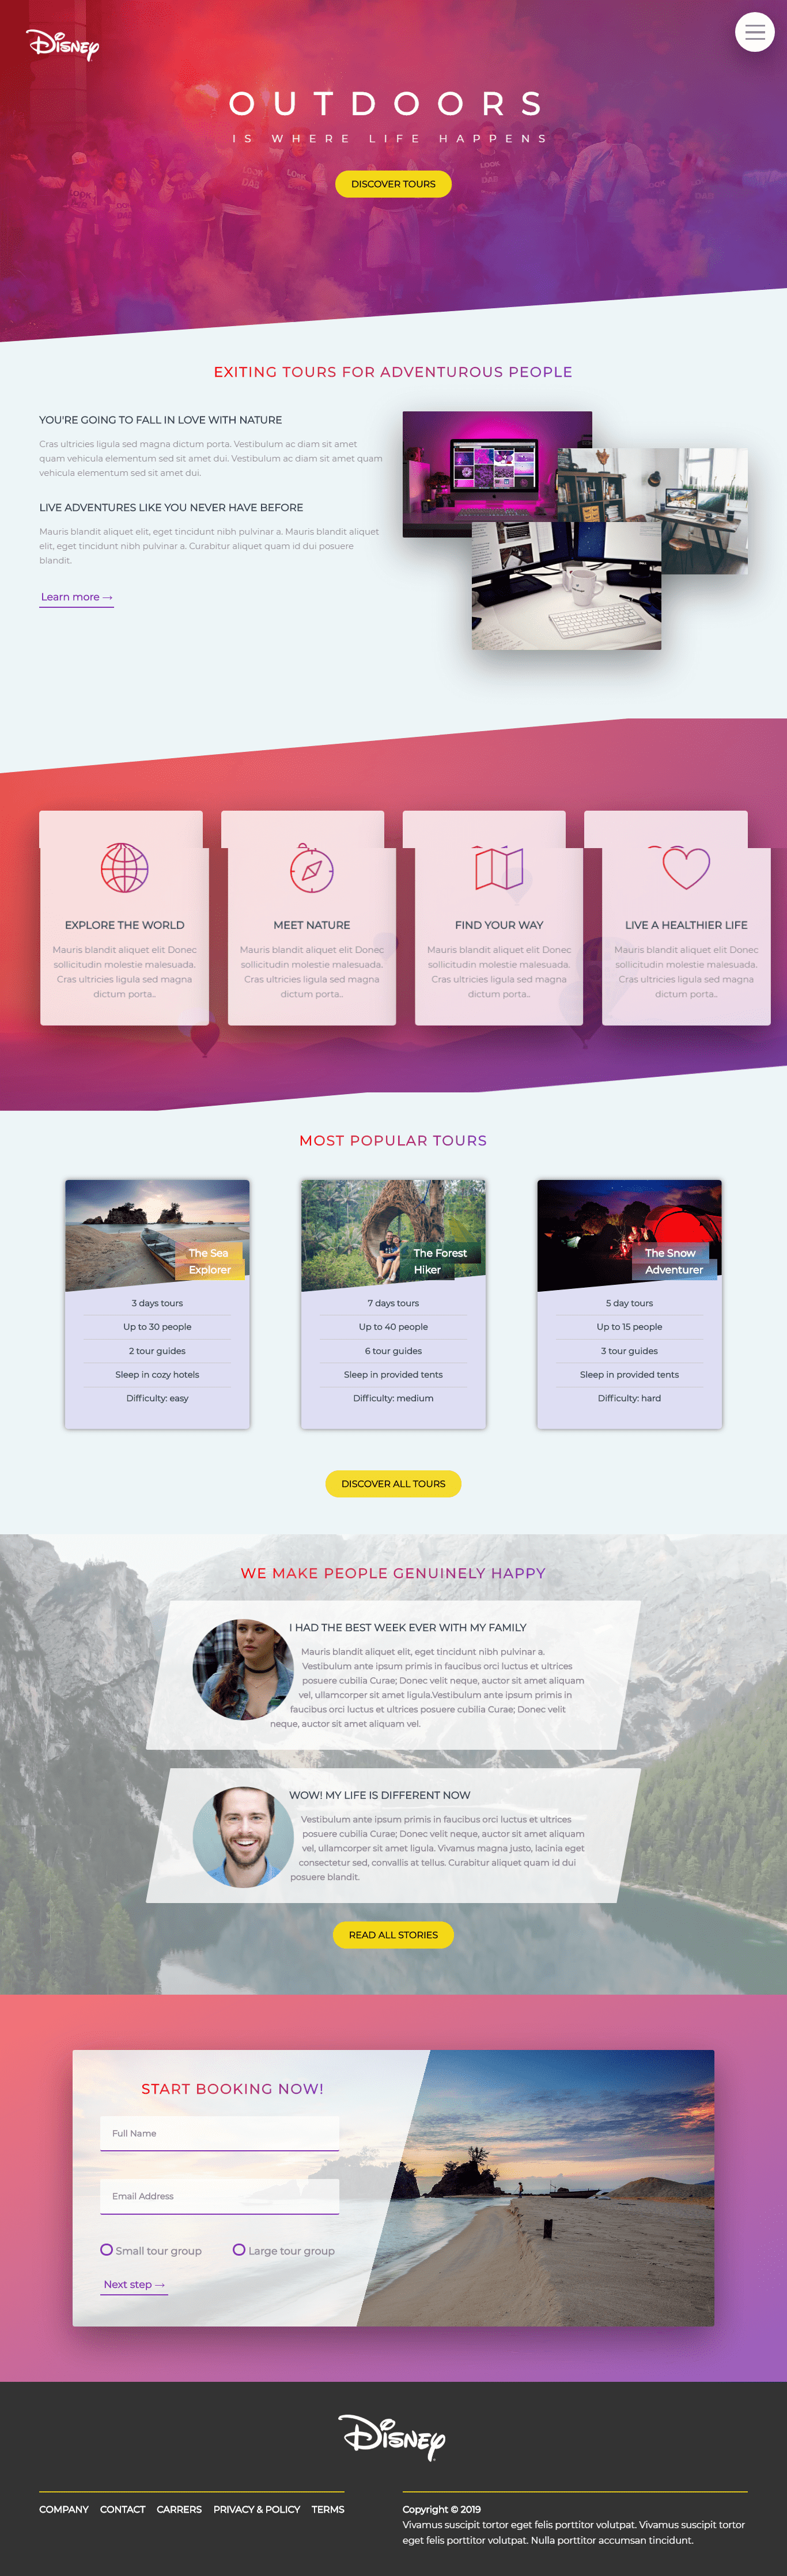 Disney
OUTDOORS
IS WHERE LIFE HAPPENS
DISCOVER TOURS
EXITING TOURS FOR ADVENTUROUS PEOPLE
YOU'RE GOING TO FALL IN LOVE WITH NATURE
Cras ultricies ligula sed magna dictum porta. Vestibulum ac diam sit amet
quam vehicula elementum sed sit amet dui. Vestibulum ac diam sit amet quam
vehicula elementum sed sit amet dui.
LIVE ADVENTURES LIKE YOU NEVER HAVE BEFORE
Mauris blandit aliquet elit, eget tincidunt nibh pulvinar a. Mauris blandit aliquet
elit, eget tincidunt nibh pulvinar a. Curabitur aliquet quam id dui posuere
blandit.
Learn more →
EXPLORE THE WORLD
Mauris blandit aliquet elit Donec
sollicitudin molestie malesuada.
Cras ultricies ligula sed magna
dictum porta..
MEET NATURE
Mauris blandit aliquet elit Donec
sollicitudin molestie malesuada.
Cras ultricies ligula sed magna
dictum porta..
FIND YOUR WAY
Mauris blandit aliquet elit Donec
sollicitudin molestie malesuada.
Cras ultricies ligula sed magna
dictum porta..
LIVE A HEALTHIER LIFE
Mauris blandit aliquet elit Donec
sollicitudin molestie malesuada.
Cras ultricies ligula sed magna
dictum porta..
MOST POPULAR TOURS
The Sea
Explorer
3 days tours
Up to 30 people
2 tour guides
Sleep in cozy hotels
Difficulty: easy
The Forest
Hiker
7 days tours
Up to 40 people
6 tour guides
Sleep in provided tents
Difficulty: medium
The Snow
Adventurer
5 day tours
Up to 15 people
3 tour guides
Sleep in provided tents
Difficulty: hard
DISCOVER ALL TOURS
WE MAKE PEOPLE GENUINELY HAPPY
I HAD THE BEST WEEK EVER WITH MY FAMILY
Mauris blandit aliquet elit, eget tincidunt nibh pulvinar a.
Vestibulum ante ipsum primis in faucibus orci luctus et ultrices
posuere cubilia Curae; Donec velit neque, auctor sit amet aliquam
vel, ullamcorper sit amet ligula.Vestibulum ante ipsum primis in
faucibus orci luctus et ultrices posuere cubilia Curae; Donec velit
neque, auctor sit amet aliquam vel.
WOW! MY LIFE IS DIFFERENT NOW
Vestibulum ante ipsum primis in faucibus orci luctus et ultrices
posuere cubilia Curae; Donec velit neque, auctor sit amet aliquam
vel, ullamcorper sit amet ligula. Vivamus magna justo, lacinia eget
consectetur sed, convallis at tellus. Curabitur aliquet quam id dui
posuere blandit.
READ ALL STORIES
START BOOKING NOW!
Full Name
Email Address
Small tour group
Large tour group
Next step →
Disney
COMPANY CONTACT CARRERS PRIVACY & POLICY TERMS
Copyright © 2019
Vivamus suscipit tortor eget felis porttitor volutpat. Vivamus suscipit tortor
eget felis porttitor volutpat. Nulla porttitor accumsan tincidunt.